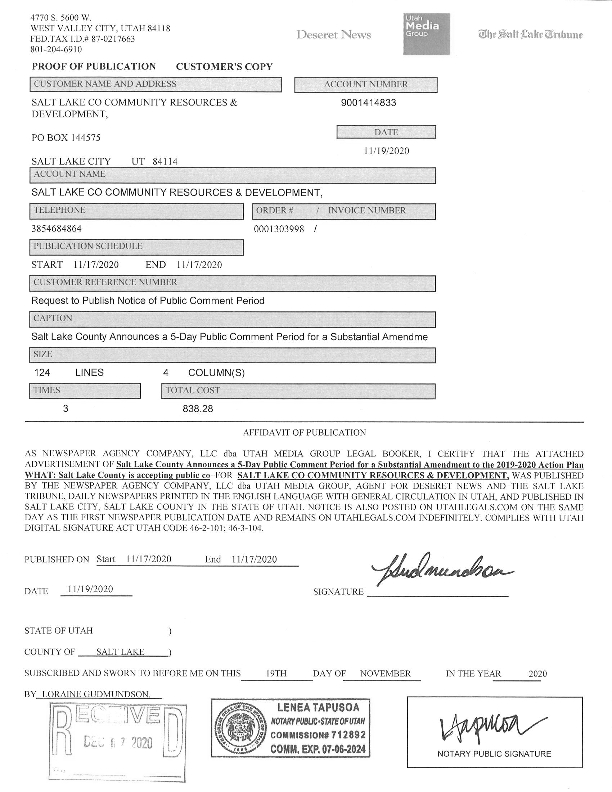 4770 S. 5600 W.
WEST VALLEY CITY, UTAH 84118
FED.TAX I.D.# 87-0217663
801-204-6910
Deseret News
Utah
Media
Group
The Salt Lake Tribune
PROOF OF PUBLICATION CUSTOMER'S COPY
CUSTOMER NAME AND ADDRESS
ACCOUNT NUMBER
SALT LAKE CO COMMUNITY RESOURCES &
DEVELOPMENT,
9001414833
PO BOX 144575
DATE
SALT LAKE CITY UT 84114
11/19/2020
ACCOUNT NAME
SALT LAKE CO COMMUNITY RESOURCES & DEVELOPMENT,
TELEPHONE
ORDER # / INVOICE NUMBER
3854684864
0001303998 /
PUBLICATION SCHEDULE
START 11/17/2020 END 11/17/2020
CUSTOMER REFERENCE NUMBER
Request to Publish Notice of Public Comment Period
CAPTION
Salt Lake County Announces a 5-Day Public Comment Period for a Substantial Amendme
SIZE
124 LINES 4 COLUMN(S)
TIMES
TOTAL COST
3
838.28
AFFIDAVIT OF PUBLICATION
AS NEWSPAPER AGENCY COMPANY, LLC dba UTAH MEDIA GROUP LEGAL BOOKER, I CERTIFY THAT THE ATTACHED
ADVERTISEMENT OF Salt Lake County Announces a 5-Day Public Comment Period for a Substantial Amendment to the 2019-2020 Action Plan
WHAT: Salt Lake County is accepting public co FOR SALT LAKE CO COMMUNITY RESOURCES & DEVELOPMENT, WAS PUBLISHED
BY THE NEWSPAPER AGENCY COMPANY, LLC dba UTAH MEDIA GROUP, AGENT FOR DESERET NEWS AND THE SALT LAKE
TRIBUNE, DAILY NEWSPAPERS PRINTED IN THE ENGLISH LANGUAGE WITH GENERAL CIRCULATION IN UTAH, AND PUBLISHED IN
SALT LAKE CITY, SALT LAKE COUNTY IN THE STATE OF UTAH. NOTICE IS ALSO POSTED ON UTAHLEGALS.COM ON THE SAME
DAY AS THE FIRST NEWSPAPER PUBLICATION DATE AND REMAINS ON UTAHLEGALS.COM INDEFINITELY. COMPLIES WITH UTAH
DIGITAL SIGNATURE ACT UTAH CODE 46-2-101; 46-3-104.
PUBLISHED ON Start 11/17/2020 End 11/17/2020
DATE 11/19/2020
SIGNATURE
STATE OF UTAH )
COUNTY OF SALT LAKE )
SUBSCRIBED AND SWORN TO BEFORE ME ON THIS 19TH DAY OF NOVEMBER IN THE YEAR 2020
BY LORAINE GUDMUNDSON.
RECEIVED
DEC 07 2020
LENEA TAPUSOA
NOTARY PUBLIC•STATE OF UTAH
COMMISSION# 712892
COMM. EXP. 07-06-2024
NOTARY PUBLIC SIGNATURE